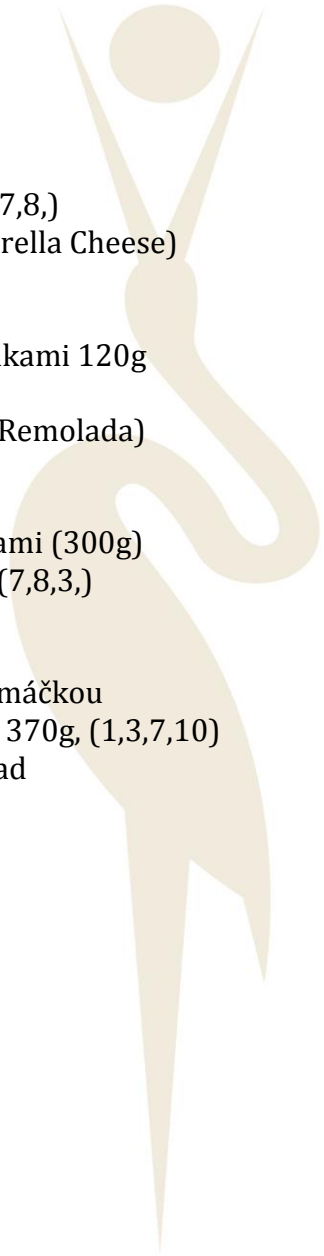 7,8,)
rella Cheese)
kami 120g
Remolada)
ami (300g)
(7,8,3,)
máčkou
370g, (1,3,7,10)
ad